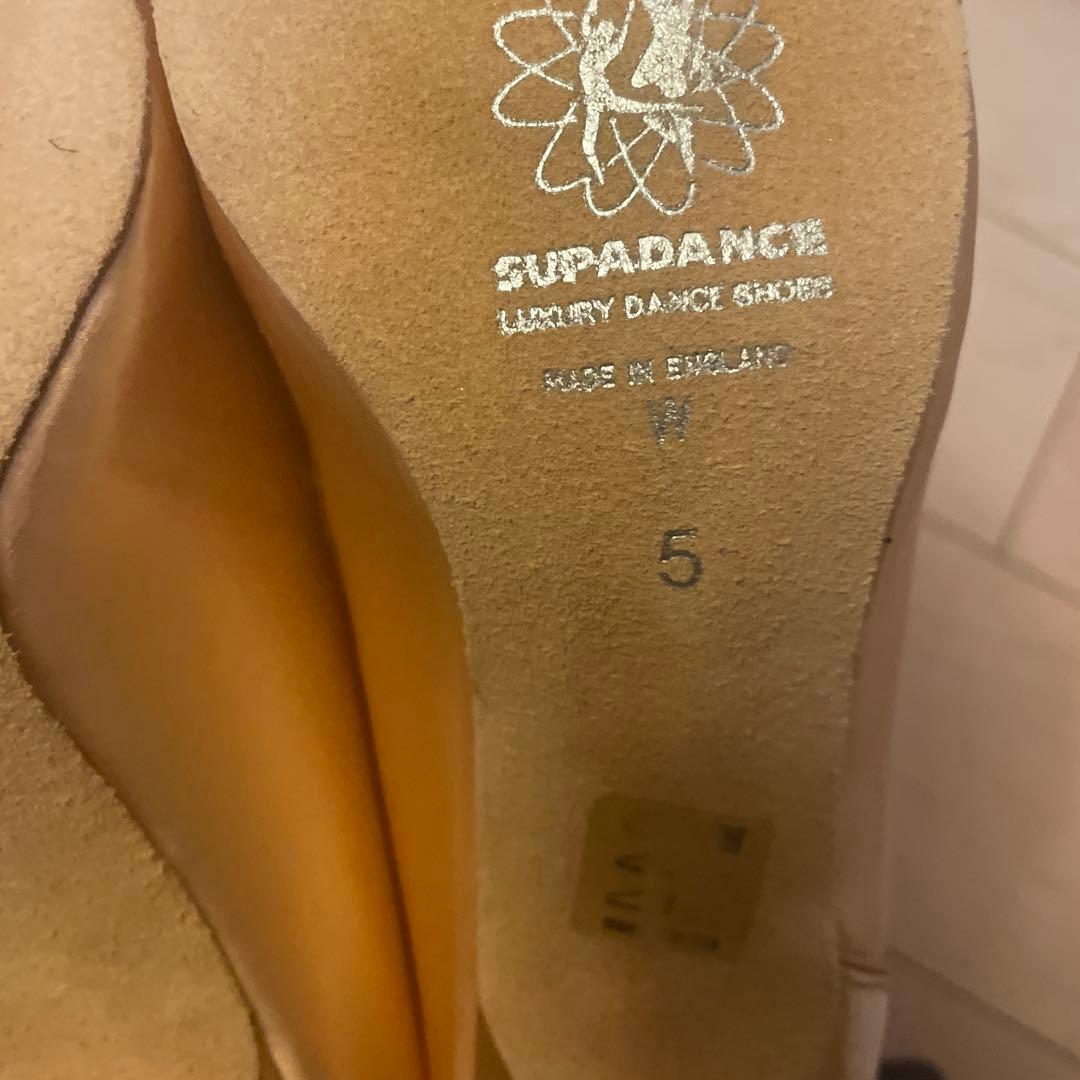 SUPADANCE
LUXURY DANCE SHOES
MADE IN ENGLAND
W
5